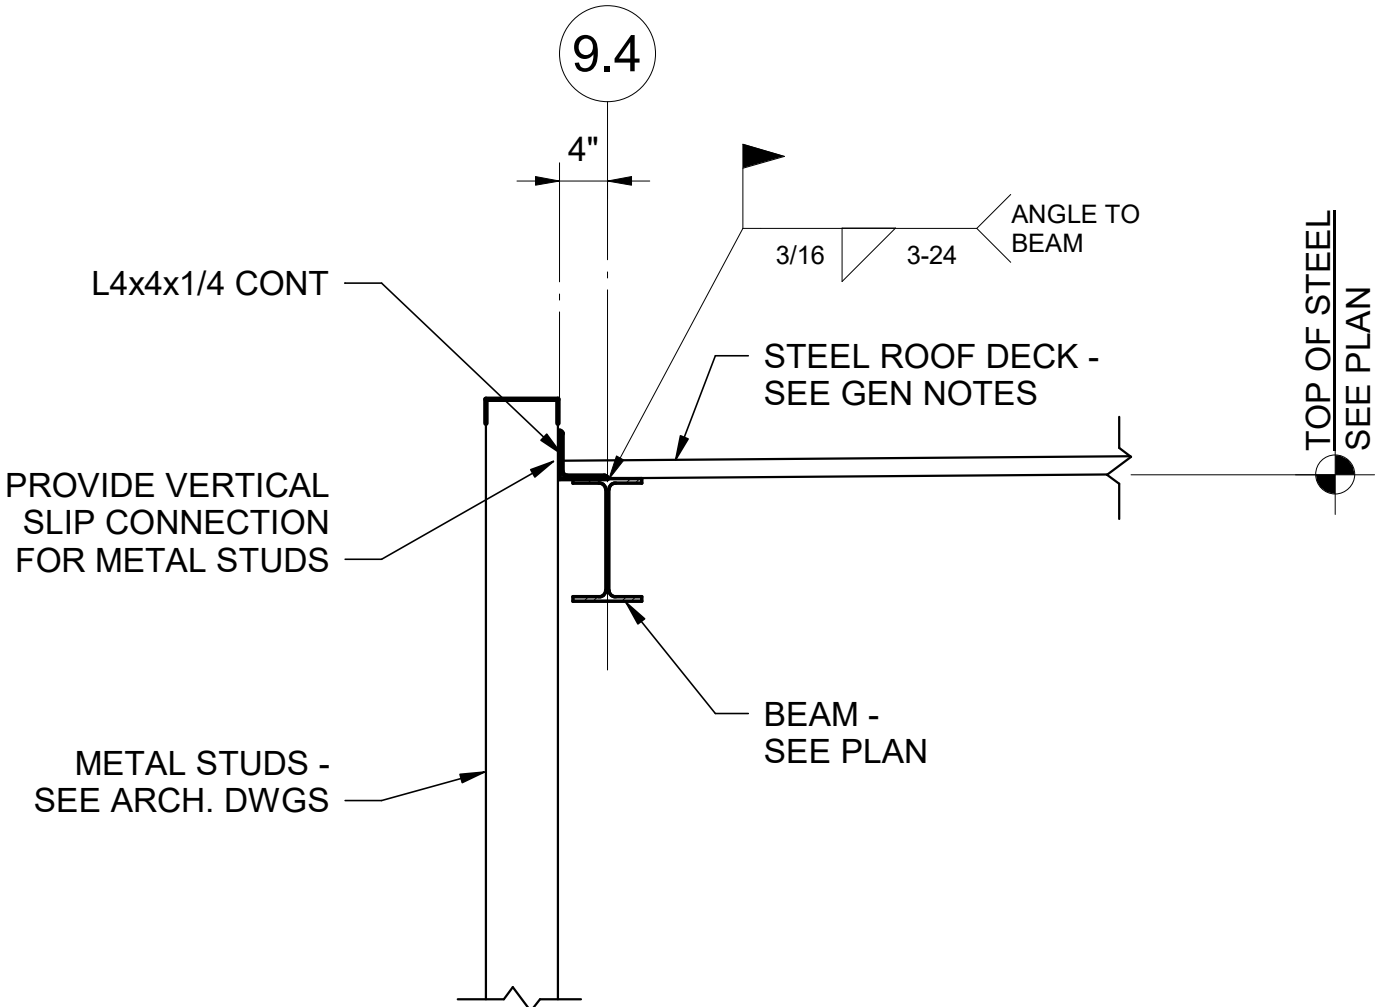 9.4
4"
ANGLE TO
BEAM
3/16
3-24
L4x4x1/4 CONT
STEEL ROOF DECK -
SEE GEN NOTES
TOP OF STEEL
SEE PLAN
PROVIDE VERTICAL
SLIP CONNECTION
FOR METAL STUDS
BEAM -
SEE PLAN
METAL STUDS -
SEE ARCH. DWGS